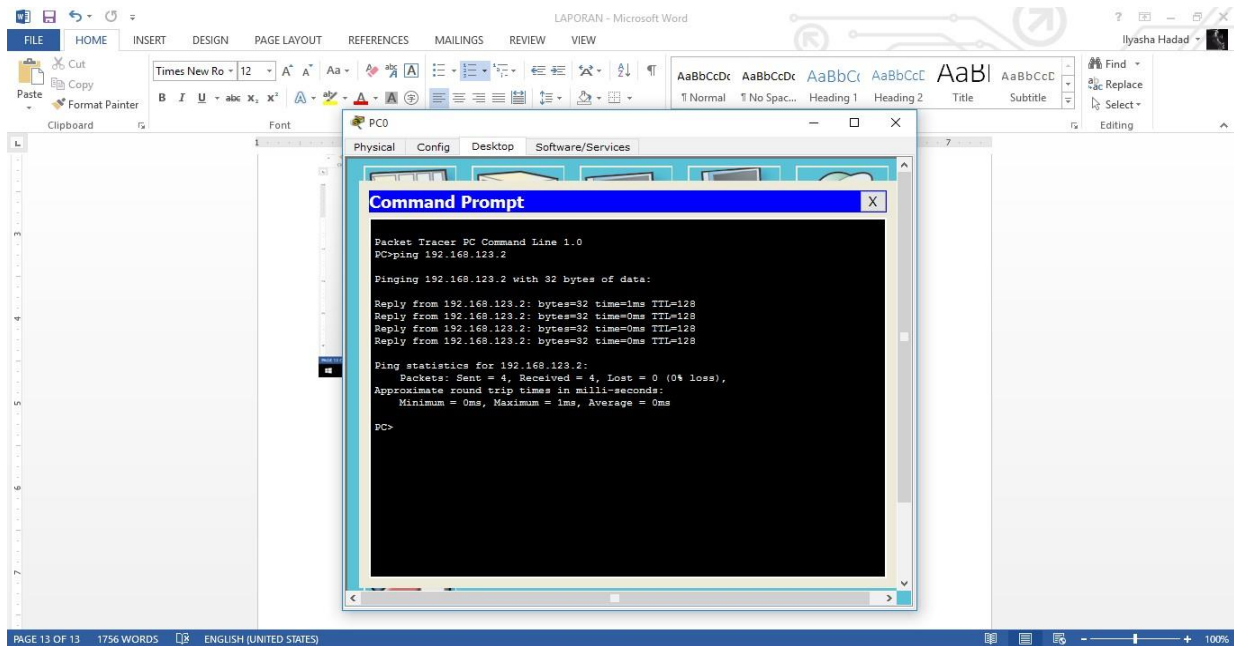 LAPORAN - Microsoft Word
FILE HOME INSERT DESIGN PAGE LAYOUT REFERENCES MAILINGS REVIEW VIEW Ilyasha Hadad
Paste
Cut
Copy
Format Painter
Clipboard
Times New Ro 12
Font
AaBbCcDc AaBbCcDc AaBbC AaBbCcE AaB AaBbCcE
¶ Normal ¶ No Spac... Heading 1 Heading 2 Title Subtitle
Find
Replace
Select
Editing
PC0
Physical Config Desktop Software/Services
Command Prompt X
Packet Tracer PC Command Line 1.0
PC>ping 192.168.123.2
Pinging 192.168.123.2 with 32 bytes of data:
Reply from 192.168.123.2: bytes=32 time=1ms TTL=128
Reply from 192.168.123.2: bytes=32 time=0ms TTL=128
Reply from 192.168.123.2: bytes=32 time=0ms TTL=128
Reply from 192.168.123.2: bytes=32 time=0ms TTL=128
Ping statistics for 192.168.123.2:
Packets: Sent = 4, Received = 4, Lost = 0 (0% loss),
Approximate round trip times in milli-seconds:
Minimum = 0ms, Maximum = 1ms, Average = 0ms
PC>
PAGE 13 OF 13 1756 WORDS ENGLISH (UNITED STATES) 100%